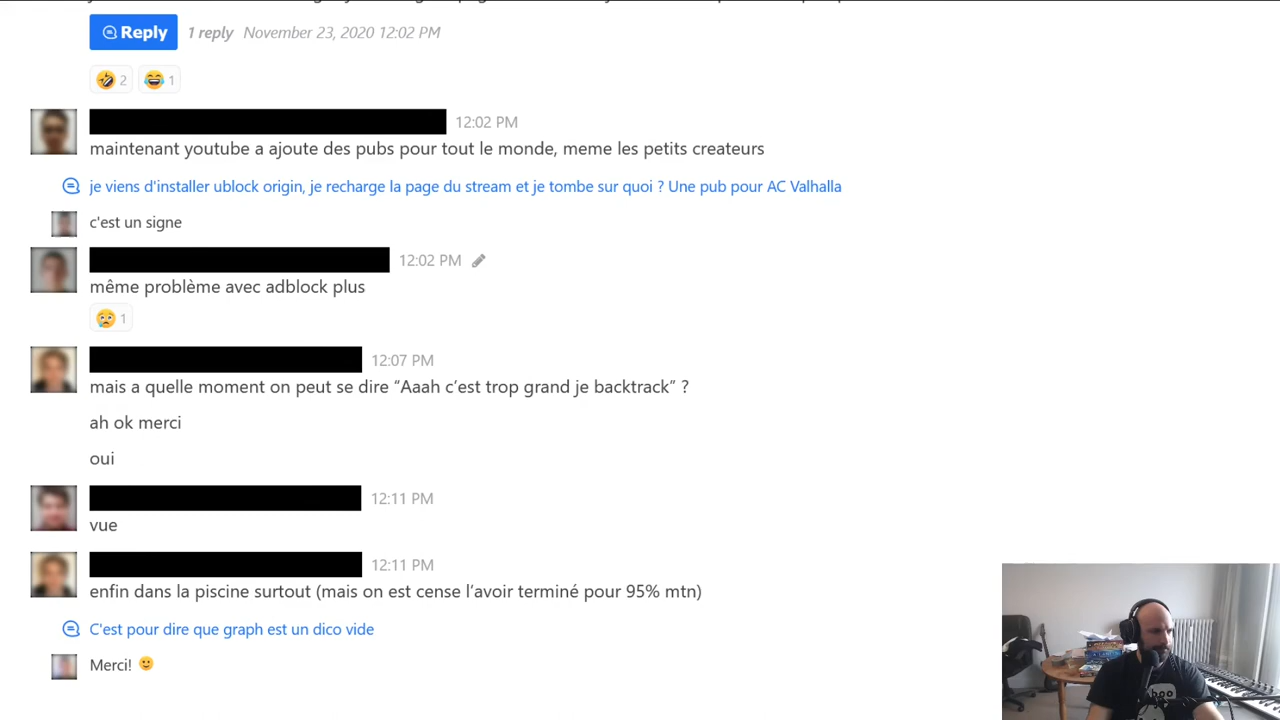 Reply 1 reply November 23, 2020 12:02 PM
2 1
12:02 PM
maintenant youtube a ajoute des pubs pour tout le monde, meme les petits createurs
je viens d'installer ublock origin, je recharge la page du stream et je tombe sur quoi ? Une pub pour AC Valhalla
c'est un signe
12:02 PM
même problème avec adblock plus
1
12:07 PM
mais a quelle moment on peut se dire “Aaah c’est trop grand je backtrack” ?
ah ok merci
oui
12:11 PM
vue
12:11 PM
enfin dans la piscine surtout (mais on est cense l’avoir terminé pour 95% mtn)
C'est pour dire que graph est un dico vide
Merci!
boo